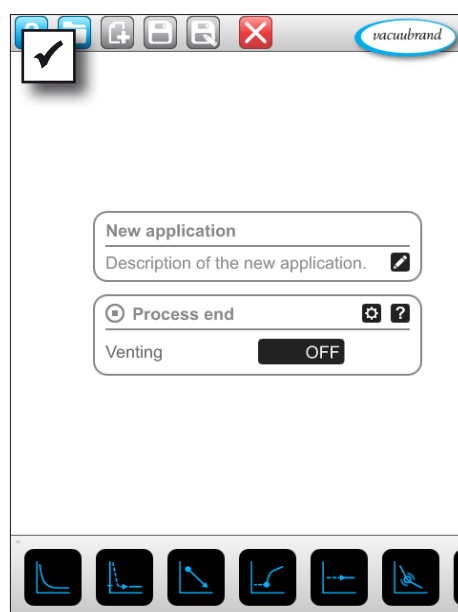 vacuubrand
New application
Description of the new application.
Process end
?
Venting
OFF